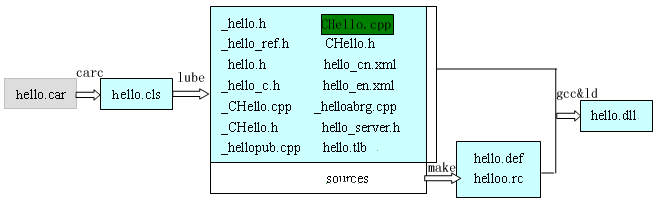 hello.car
carc
hello.cls
lube
_hello.h CHello.cpp
_hello_ref.h CHello.h
hello.h hello_cn.xml
_hello_c.h hello_en.xml
_CHello.cpp _helloabrg.cpp
_CHello.h hello_server.h
_hellopub.cpp hello.tlb
sources
make
hello.def
helloo.rc
gcc&ld
hello.dll